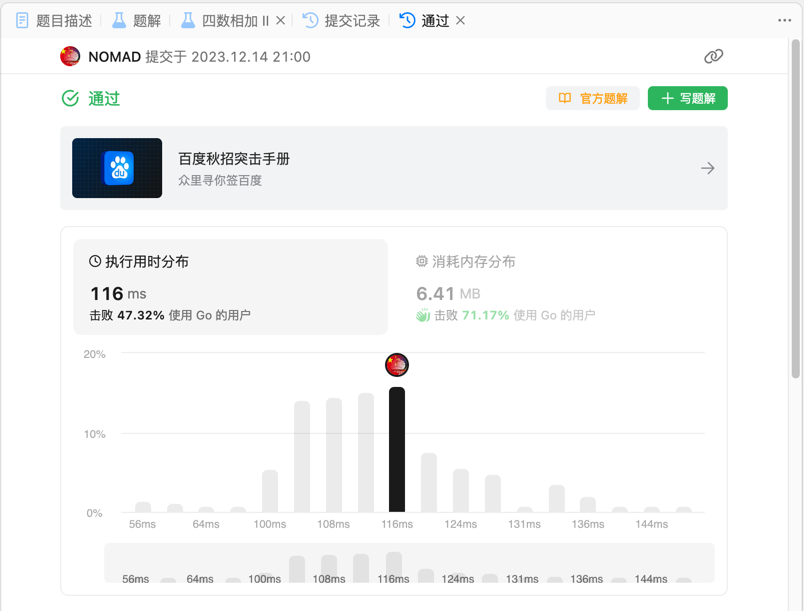 题目描述 题解 四数相加 II 提交记录 通过
NOMAD 提交于 2023.12.14 21:00
通过 官方题解 写题解
du
百度秋招突击手册
众里寻你签百度
执行用时分布
116 ms
击败 47.32% 使用 Go 的用户
消耗内存分布
6.41 MB
击败 71.17% 使用 Go 的用户
20%
10%
0%
56ms 64ms 100ms 108ms 116ms 124ms 131ms 136ms 144ms
56ms 64ms 100ms 108ms 116ms 124ms 131ms 136ms 144ms